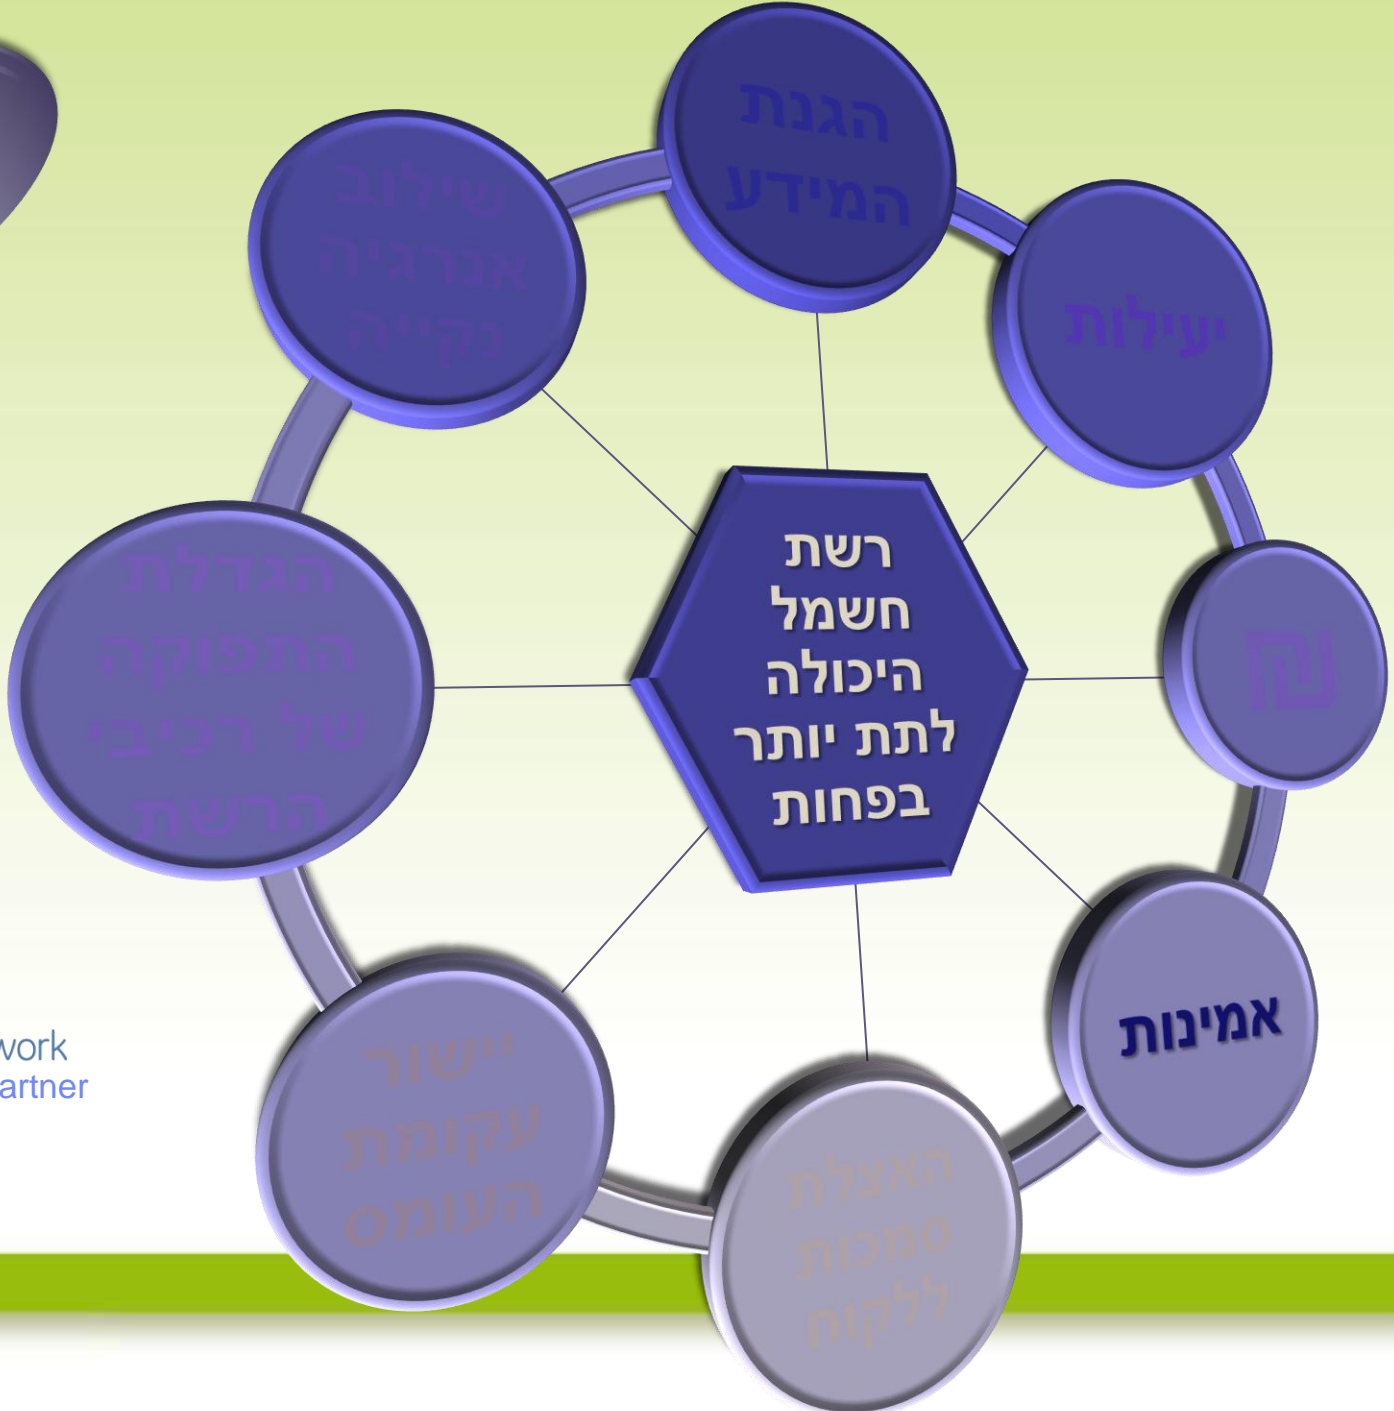 הגנת
המידע
יעילות
₪
אמינות
האצלת
סמכות
ללקוח
יישור
עקומת
העומס
הגדלת
התפוקה
של רכיבי
הרשת
שילוב
אנרגיה
נקייה
רשת
חשמל
היכולה
לתת יותר
בפחות
work
artner